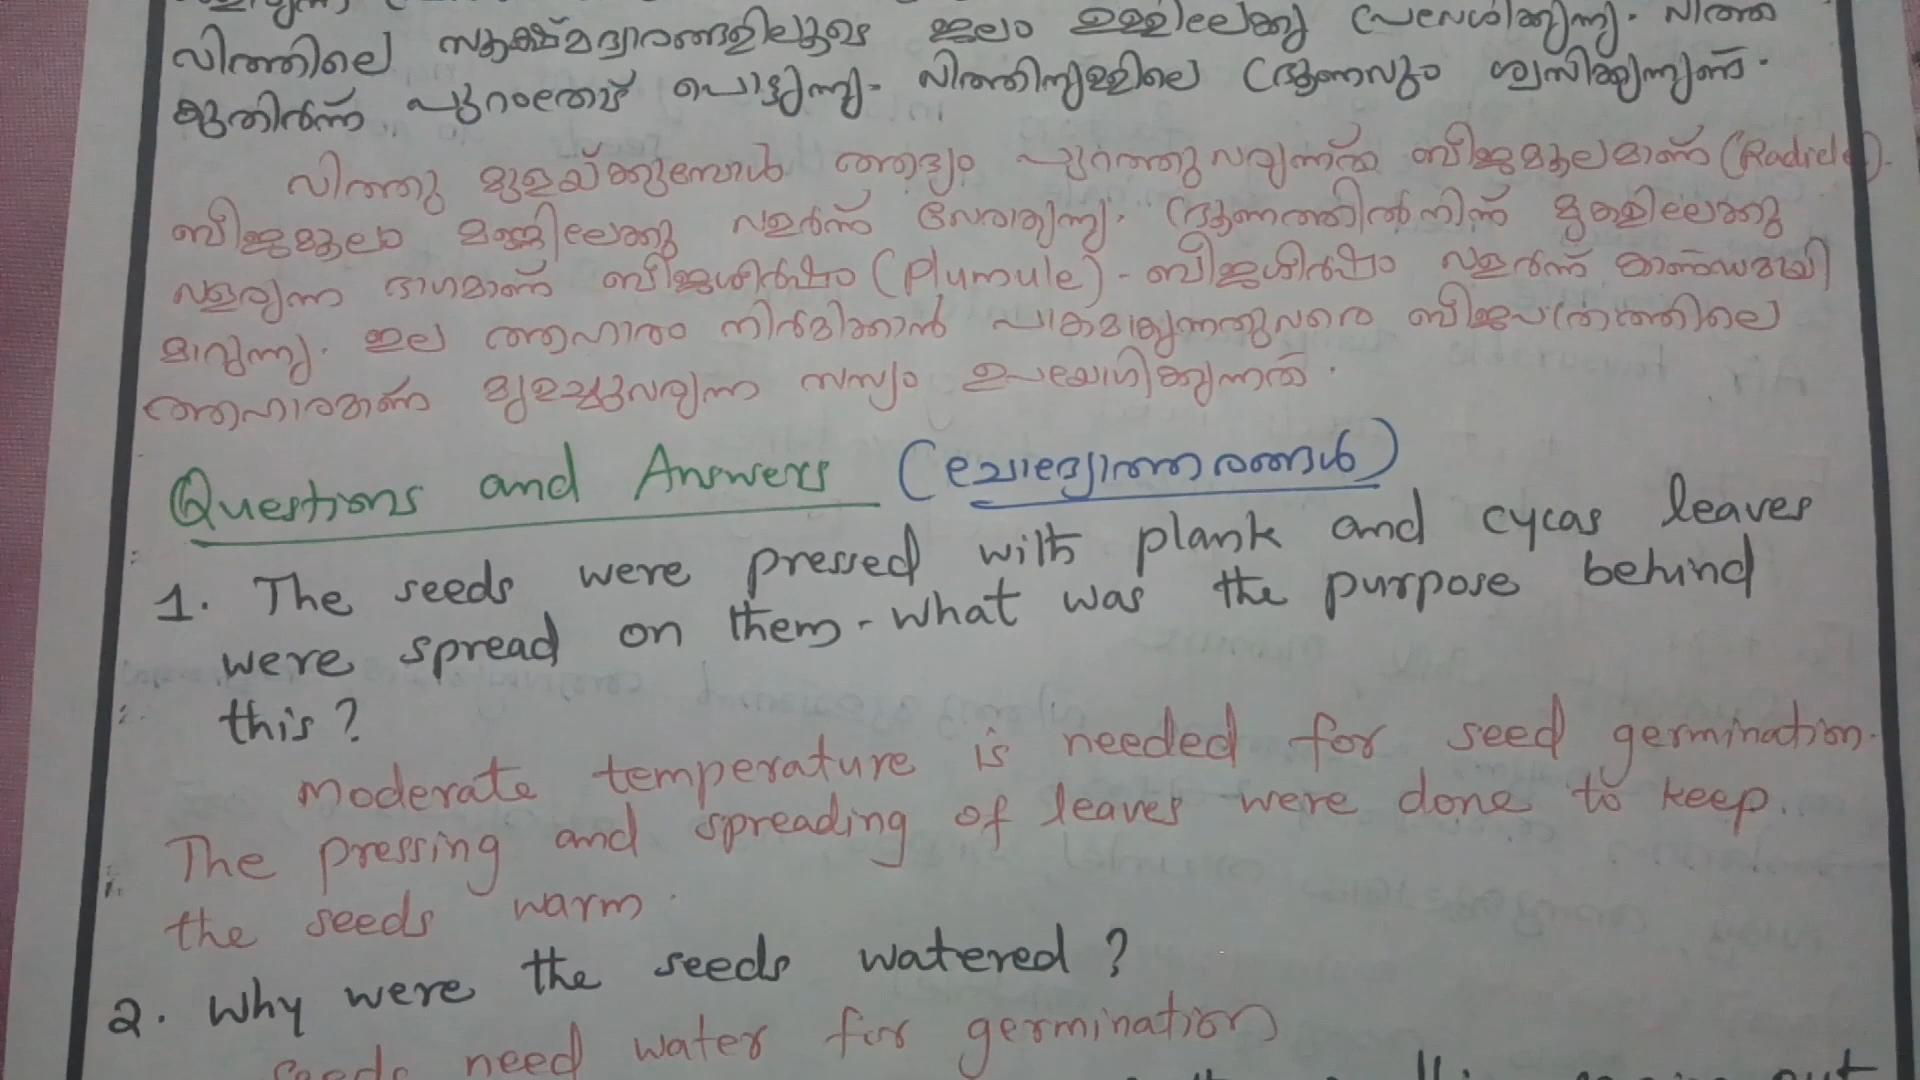 വിത്തിലെ സൂക്ഷ്മദ്വാരങ്ങളിലൂടെ ജലം ഉള്ളിലേക്കു പ്രവേശിക്കുന്നു. വിത്ത്
കുതിർന്ന് പുറംതോട് പൊട്ടുന്നു. വിത്തിനുള്ളിലെ ഭ്രൂണവും ശ്വസിക്കുന്നുണ്ട്.
വിത്തു മുളയ്ക്കുമ്പോൾ ആദ്യം പുറത്തുവരുന്നത് ബീജമൂലമാണ് (Radicle).
ബീജമൂലം മണ്ണിലേക്കു വളർന്ന് വേരാകുന്നു. ഭ്രൂണത്തിൽനിന്ന് മുകളിലേക്കു
വളരുന്ന ഭാഗമാണ് ബീജശീർഷം (Plumule). ബീജശീർഷം വളർന്ന് കാണ്ഡമായി
മാറുന്നു. ഇല ആഹാരം നിർമിക്കാൻ പാകമാകുന്നതുവരെ ബീജപത്രത്തിലെ
ആഹാരമാണ് മുളച്ചുവരുന്ന സസ്യം ഉപയോഗിക്കുന്നത്.
Questions and Answers (ചോദ്യോത്തരങ്ങൾ)
1. The seeds were pressed with plank and cycas leaves
were spread on them. what was the purpose behind
this?
Moderate temperature is needed for seed germination.
The pressing and spreading of leaves were done to keep.
the seeds warm.
2. Why were the seeds watered?
Seeds need water for germination